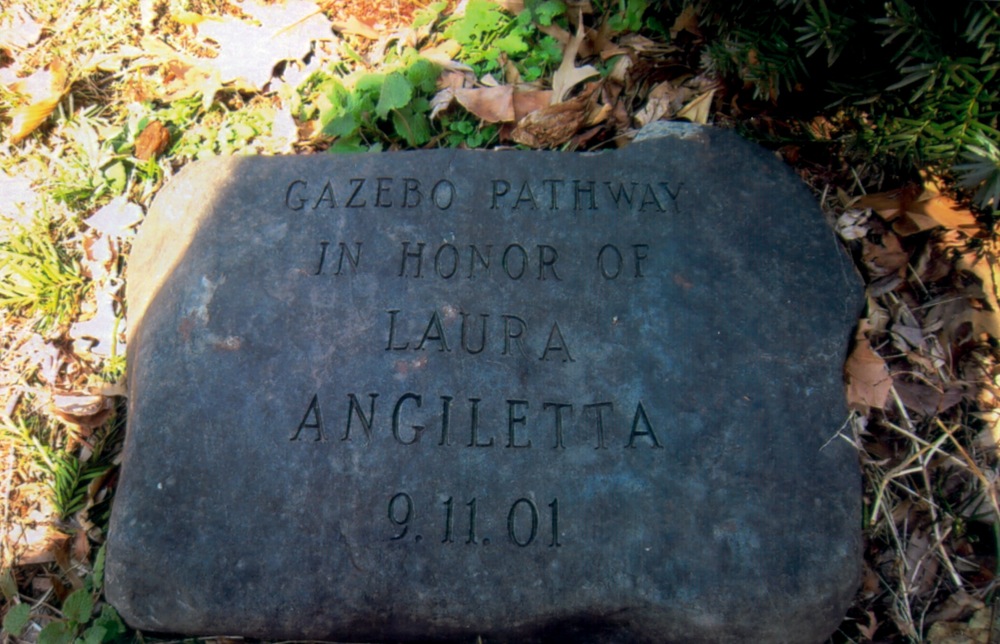 GAZEBO PATHWAY
IN HONOR OF
LAURA
ANGILETTA
9.11.01